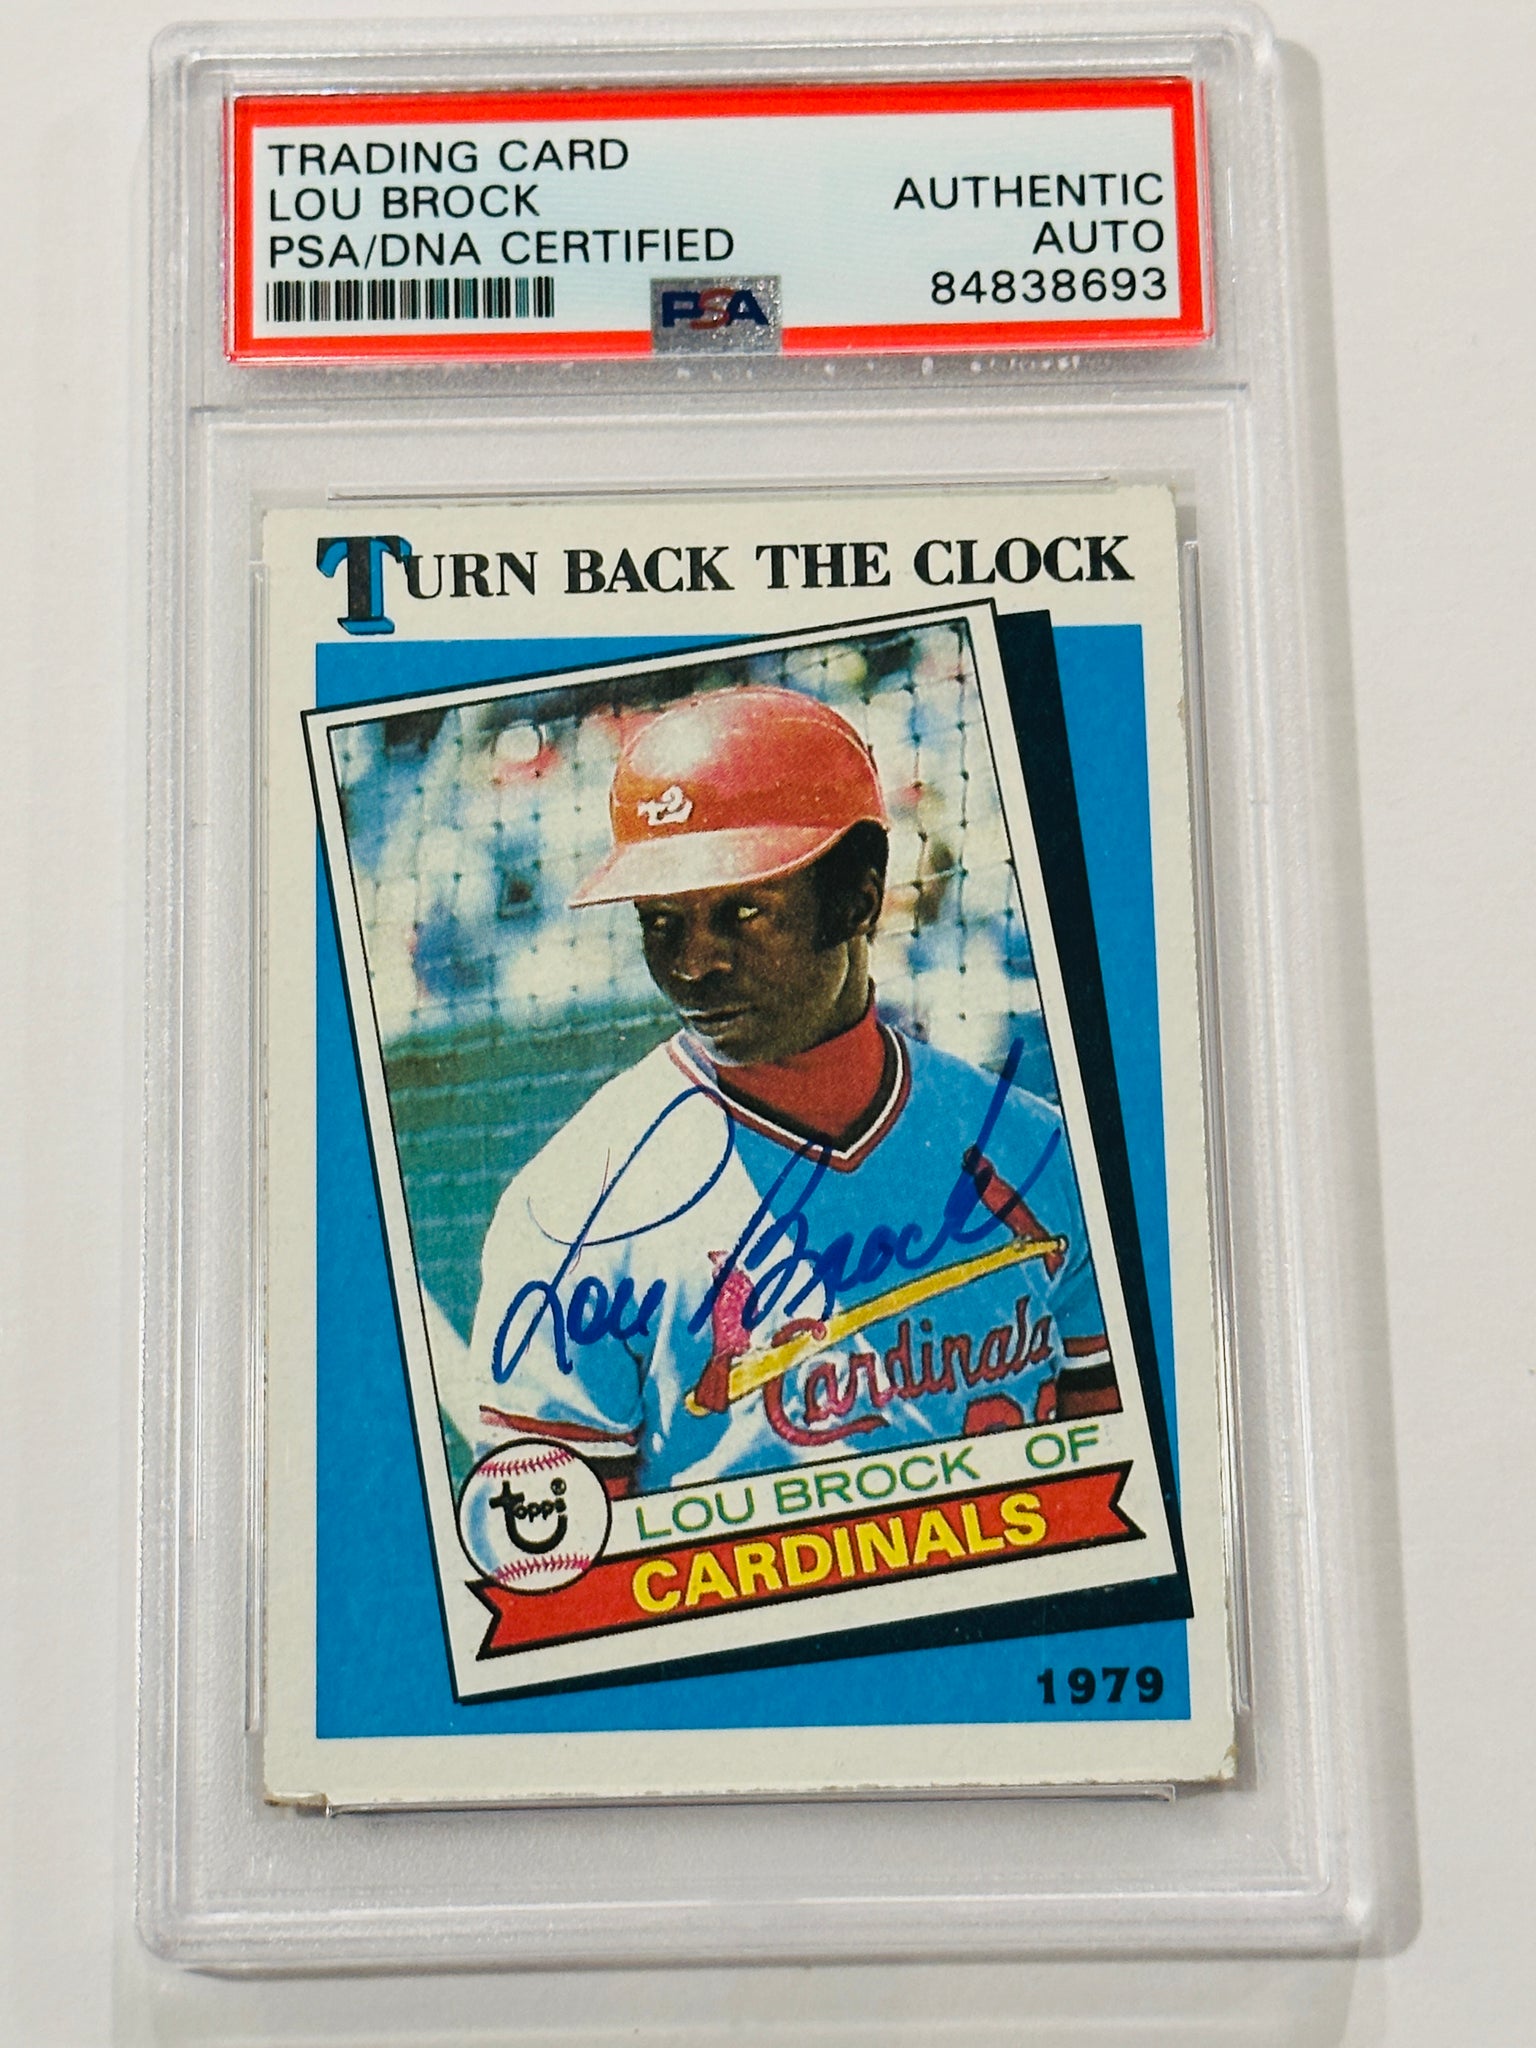 TRADING CARD
LOU BROCK
PSA/DNA CERTIFIED
AUTHENTIC
AUTO
84838693
PSA
TURN BACK THE CLOCK
Lou Brock
Cardinals
topps®
LOU BROCK OF
CARDINALS
1979